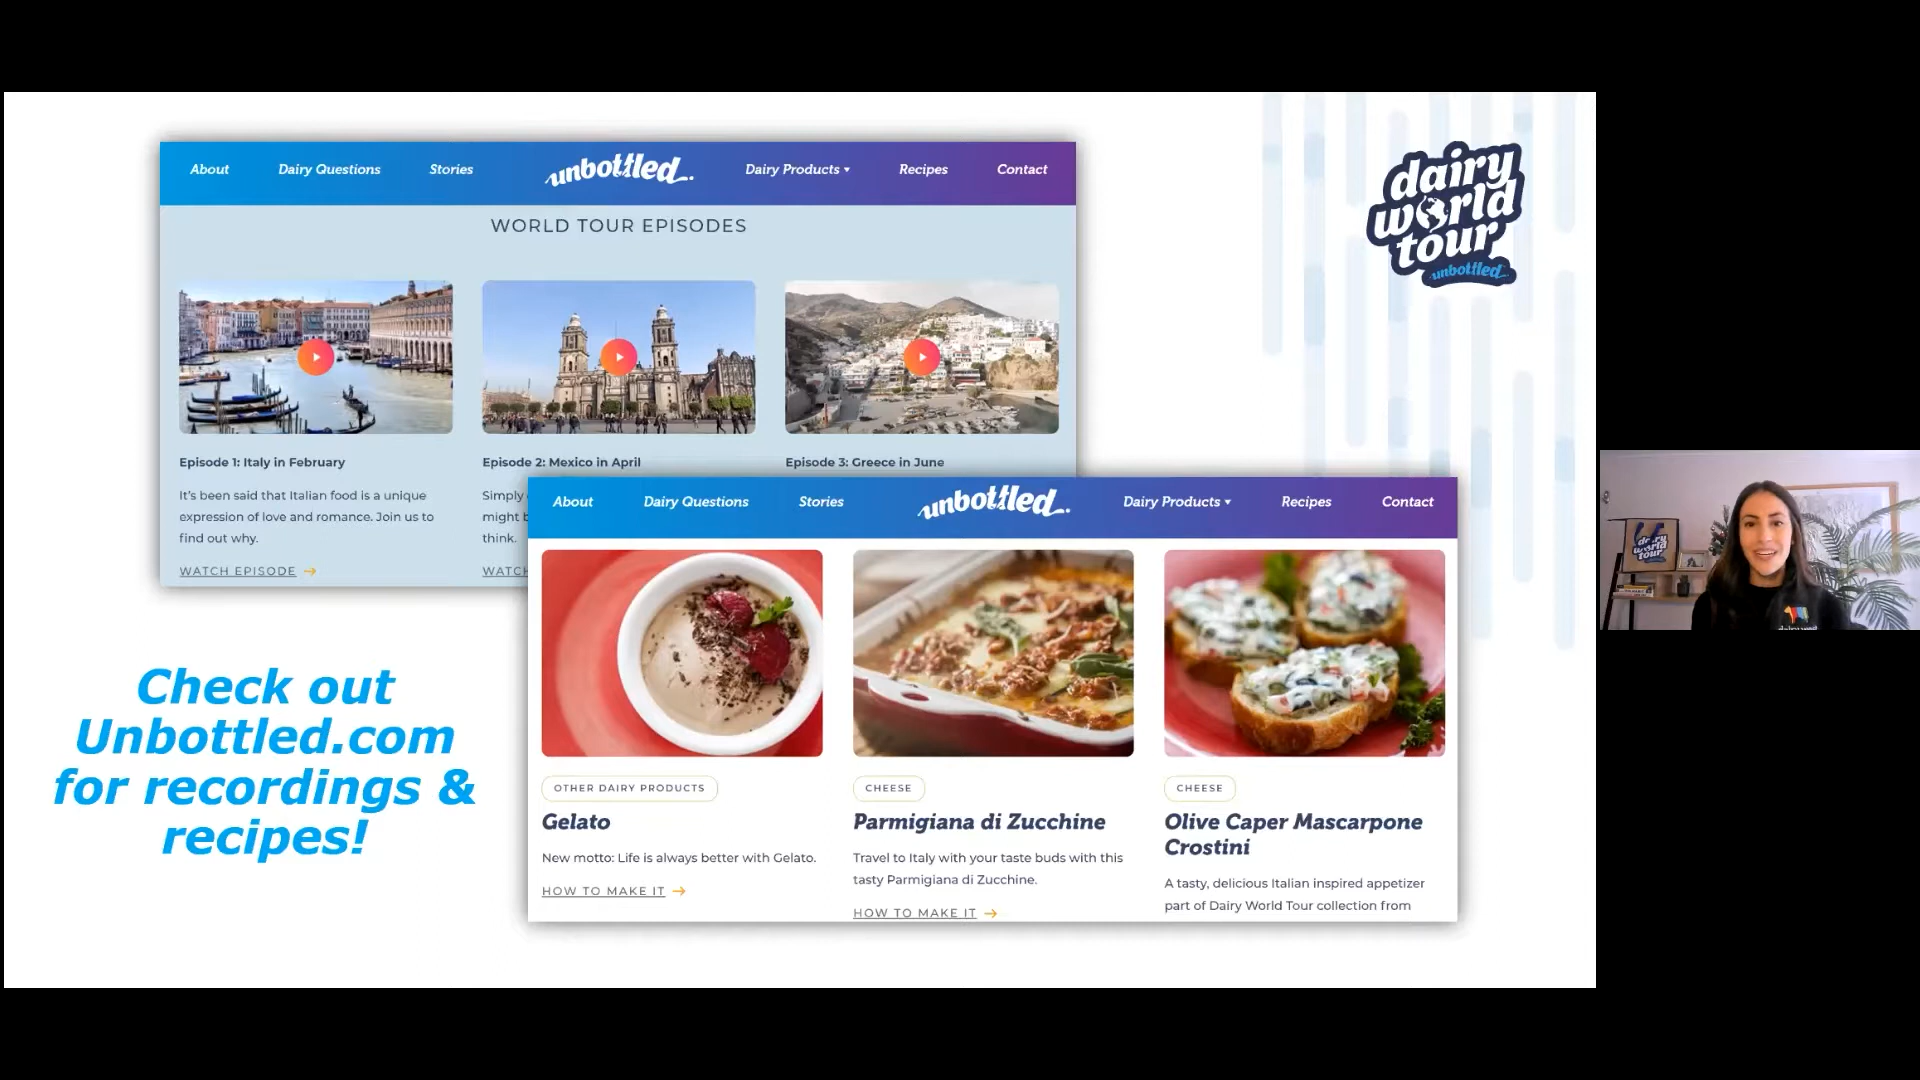 About
Dairy Questions
Stories
unbottled.
Dairy Products ▾
Recipes
Contact
WORLD TOUR EPISODES
Episode 1: Italy in February
It's been said that Italian food is a unique
expression of love and romance. Join us to
find out why.
WATCH EPISODE →
Episode 2: Mexico in April
Simply
might b
think.
WATCH
Episode 3: Greece in June
dairy
world
tour
unbottled.
About
Dairy Questions
Stories
unbottled.
Dairy Products ▾
Recipes
Contact
OTHER DAIRY PRODUCTS
Gelato
New motto: Life is always better with Gelato.
HOW TO MAKE IT →
CHEESE
Parmigiana di Zucchine
Travel to Italy with your taste buds with this
tasty Parmigiana di Zucchine.
HOW TO MAKE IT →
CHEESE
Olive Caper Mascarpone
Crostini
A tasty, delicious Italian inspired appetizer
part of Dairy World Tour collection from
Check out
Unbottled.com
for recordings &
recipes!
dairy
world
tour